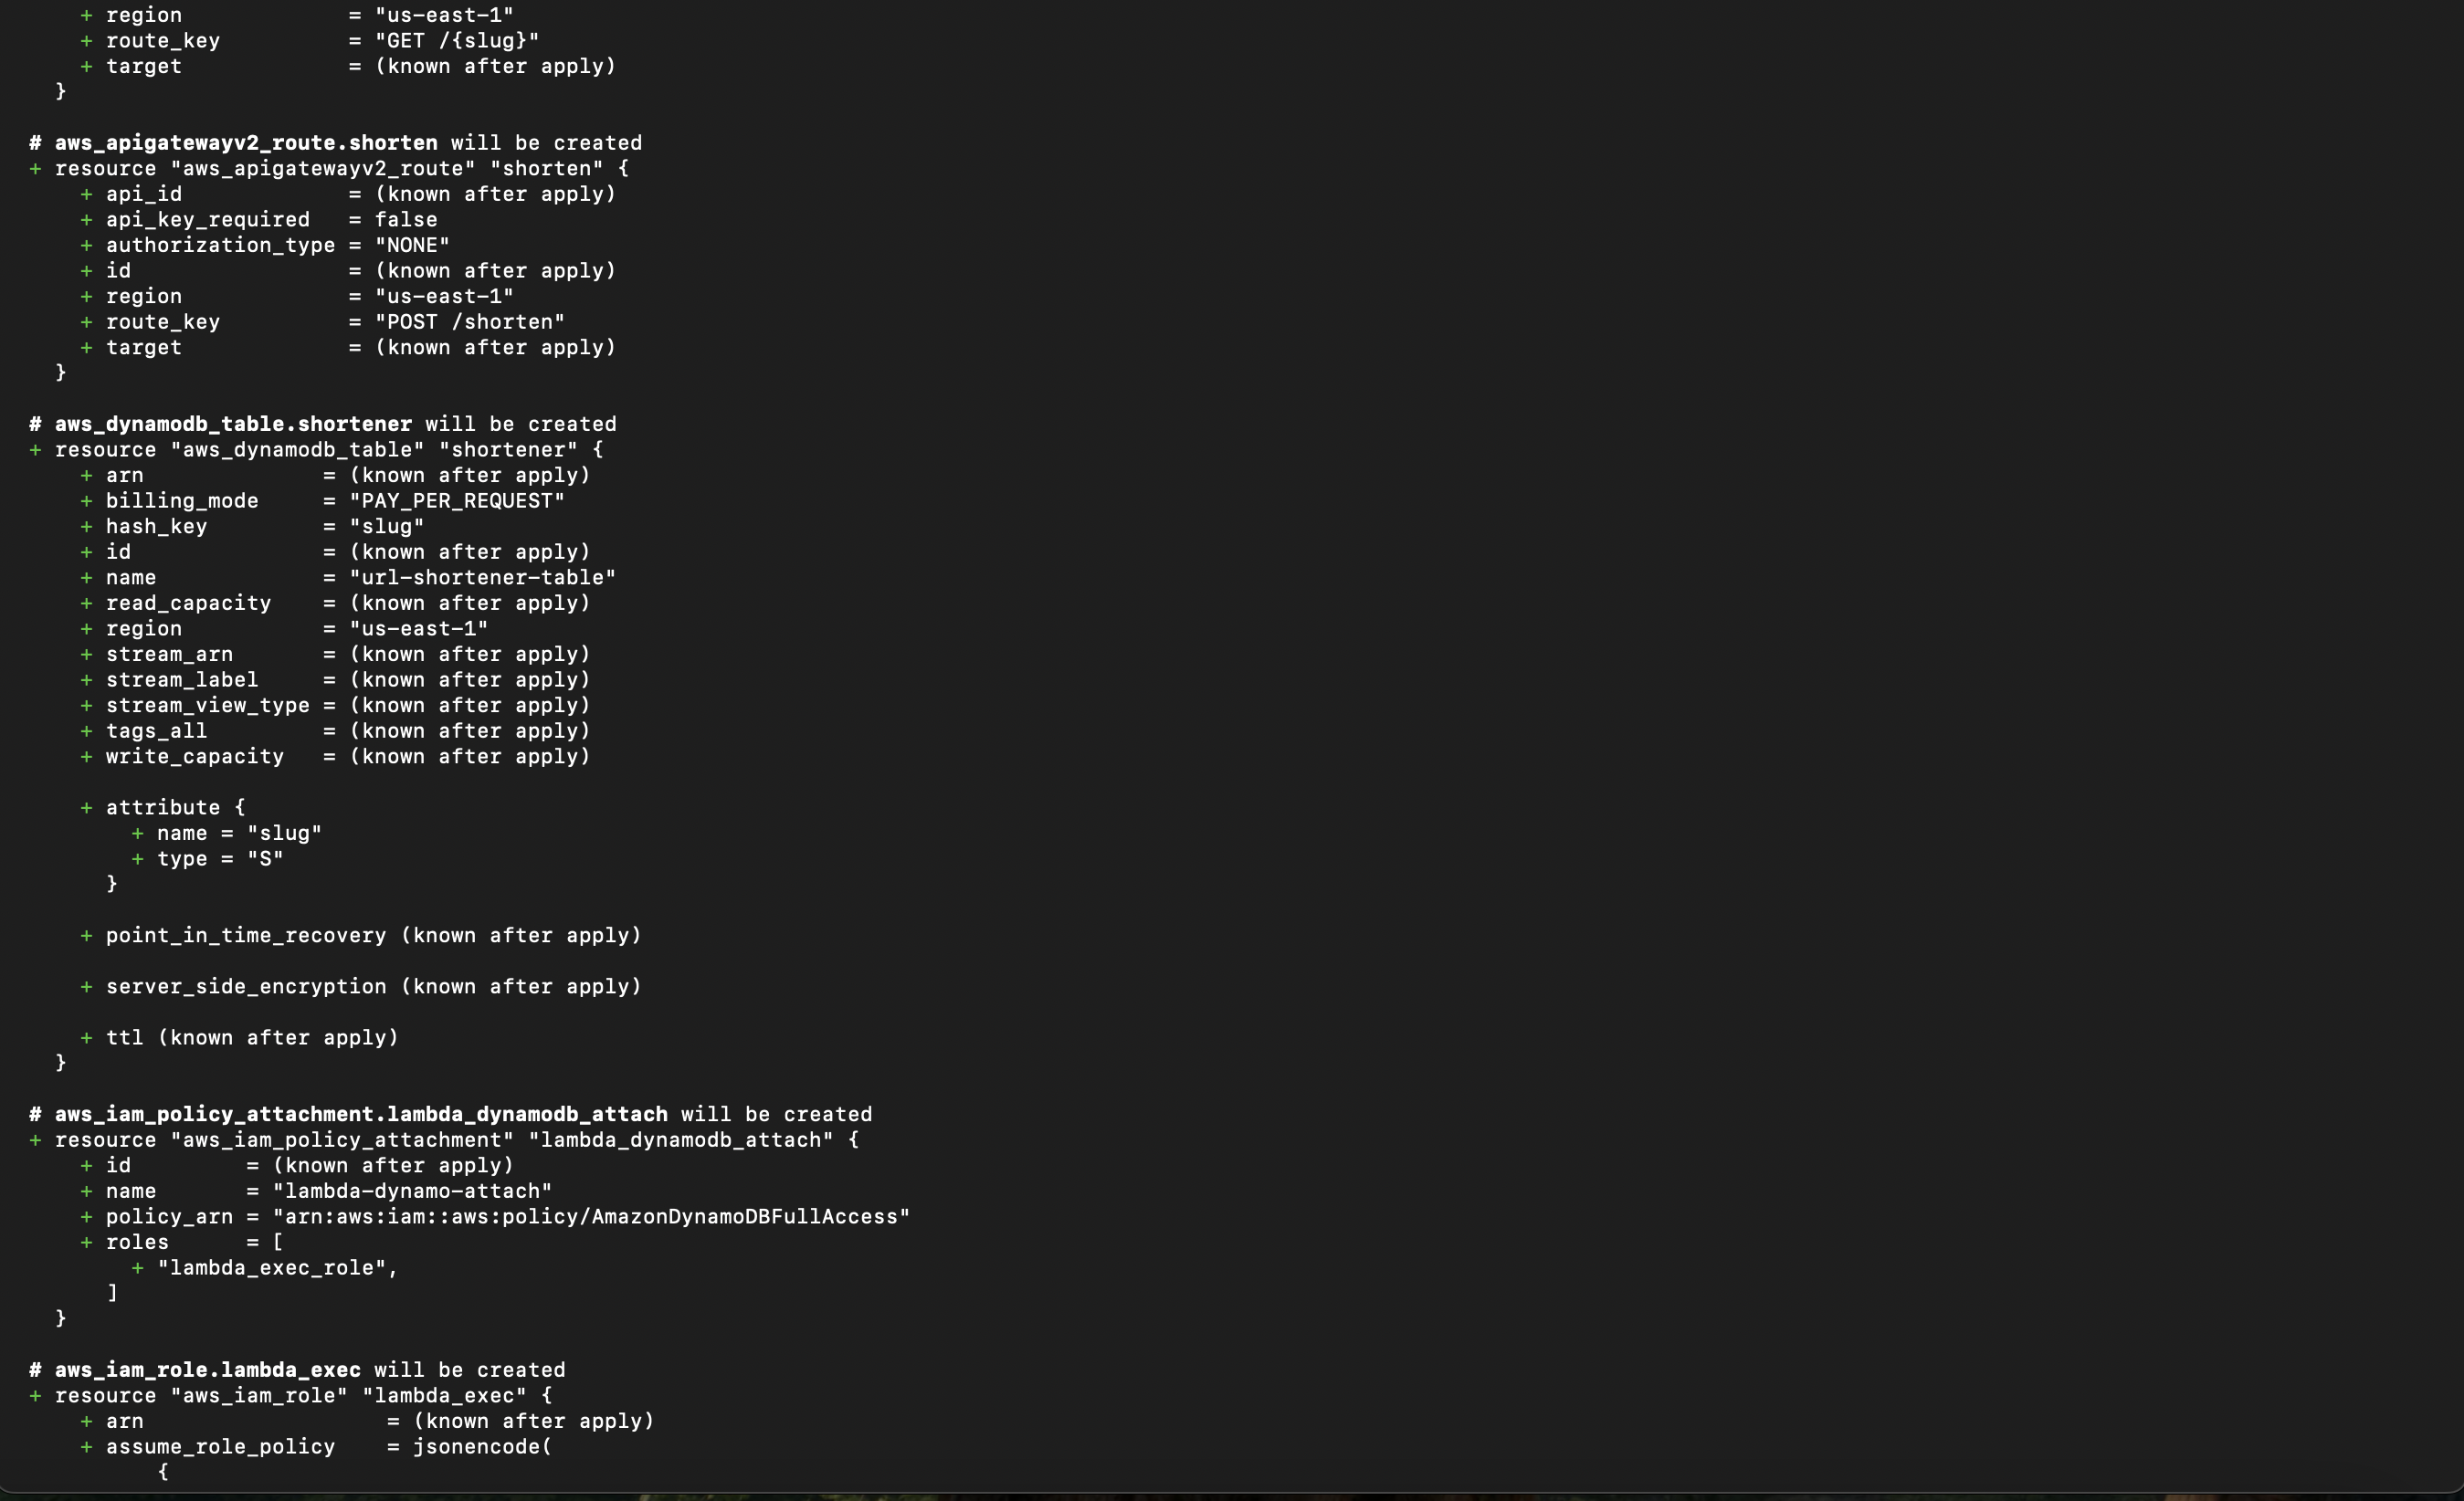 + region             = "us-east-1"
+ route_key          = "GET /{slug}"
+ target             = (known after apply)
}
# aws_apigatewayv2_route.shorten will be created
+ resource "aws_apigatewayv2_route" "shorten" {
+ api_id             = (known after apply)
+ api_key_required   = false
+ authorization_type = "NONE"
+ id                 = (known after apply)
+ region             = "us-east-1"
+ route_key          = "POST /shorten"
+ target             = (known after apply)
}
# aws_dynamodb_table.shortener will be created
+ resource "aws_dynamodb_table" "shortener" {
+ arn              = (known after apply)
+ billing_mode     = "PAY_PER_REQUEST"
+ hash_key         = "slug"
+ id               = (known after apply)
+ name             = "url-shortener-table"
+ read_capacity    = (known after apply)
+ region           = "us-east-1"
+ stream_arn       = (known after apply)
+ stream_label     = (known after apply)
+ stream_view_type = (known after apply)
+ tags_all         = (known after apply)
+ write_capacity   = (known after apply)
+ attribute {
+ name = "slug"
+ type = "S"
}
+ point_in_time_recovery (known after apply)
+ server_side_encryption (known after apply)
+ ttl (known after apply)
}
# aws_iam_policy_attachment.lambda_dynamodb_attach will be created
+ resource "aws_iam_policy_attachment" "lambda_dynamodb_attach" {
+ id         = (known after apply)
+ name       = "lambda-dynamo-attach"
+ policy_arn = "arn:aws:iam::aws:policy/AmazonDynamoDBFullAccess"
+ roles      = [
+ "lambda_exec_role",
]
}
# aws_iam_role.lambda_exec will be created
+ resource "aws_iam_role" "lambda_exec" {
+ arn                   = (known after apply)
+ assume_role_policy    = jsonencode(
{